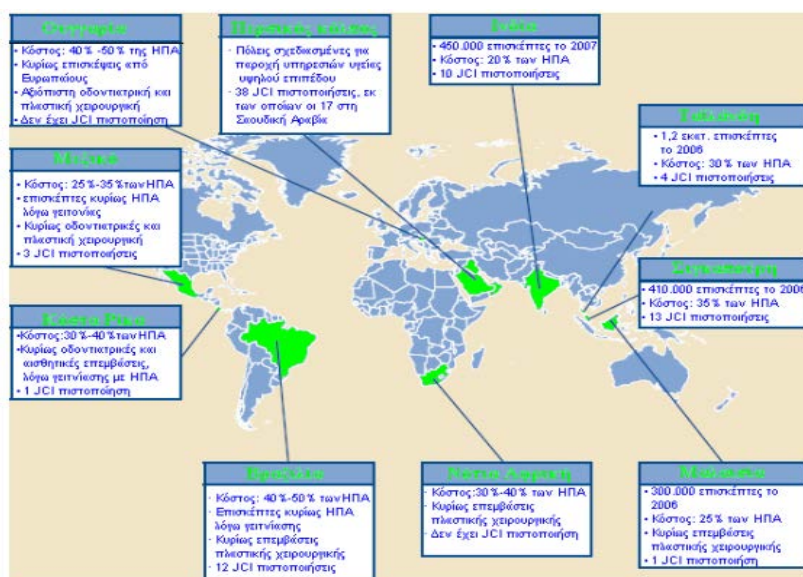 Ουγγαρία
• Κόστος: 40% -50% της ΗΠΑ
• Κυρίως επισκέψεις από
Ευρωπαίους
• Αξιόπιστη οδοντιατρική και
πλαστική χειρουργική
• Δεν έχει JCI πιστοποίηση
Περσικός κόλπος
· Πόλεις σχεδιασμένες για
παροχή υπηρεσιών υγείας
υψηλού επιπέδου
· 38 JCI πιστοποιήσεις, εκ
των οποίων οι 17 στη
Σαουδική Αραβία
Ινδία
• 450.000 επισκέπτες το 2007
• Κόστος: 20% των ΗΠΑ
• 10 JCI πιστοποιήσεις
Ταϊλάνδη
• 1,2 εκατ. επισκέπτες
το 2006
• Κόστος: 30% των ΗΠΑ
• 4 JCI πιστοποιήσεις
Μεξικό
• Κόστος: 25%-35% των ΗΠΑ
• επισκέπτες κυρίως ΗΠΑ
λόγω γειτονίας
• Κυρίως οδοντιατρικές και
πλαστική χειρουργική
• 3 JCI πιστοποιήσεις
Σιγκαπούρη
• 410.000 επισκέπτες το 2006
• Κόστος: 35% των ΗΠΑ
• 13 JCI πιστοποιήσεις
Κόστα Ρίκα
•Κόστος:30%-40% των ΗΠΑ
•Κυρίως οδοντιατρικές και
αισθητικές επεμβάσεις,
λόγω γειτνίασης με ΗΠΑ
• 1 JCI πιστοποίηση
Βραζιλία
· Κόστος: 40%-50% των ΗΠΑ
· Επισκέπτες κυρίως ΗΠΑ
λόγω γειτνίασης
· Κυρίως επεμβάσεις
πλαστικής χειρουργικής
· 12 JCI πιστοποιήσεις
Νότια Αφρική
· Κόστος:30%-40% των ΗΠΑ
· Κυρίως επεμβάσεις
πλαστικής χειρουργικής
· Δεν έχει JCI πιστοποίηση
Μαλαισία
• 300.000 επισκέπτες το
2006
• Κόστος: 25% των ΗΠΑ
• Κυρίως επεμβάσεις
πλαστικής χειρουργικής
• 1 JCI πιστοποίηση